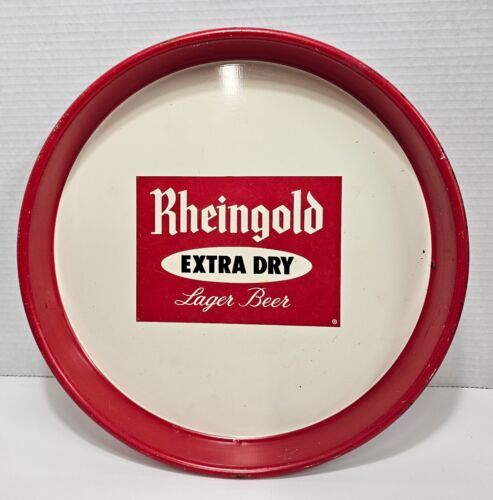 Rheingold
EXTRA DRY
Lager Beer
®